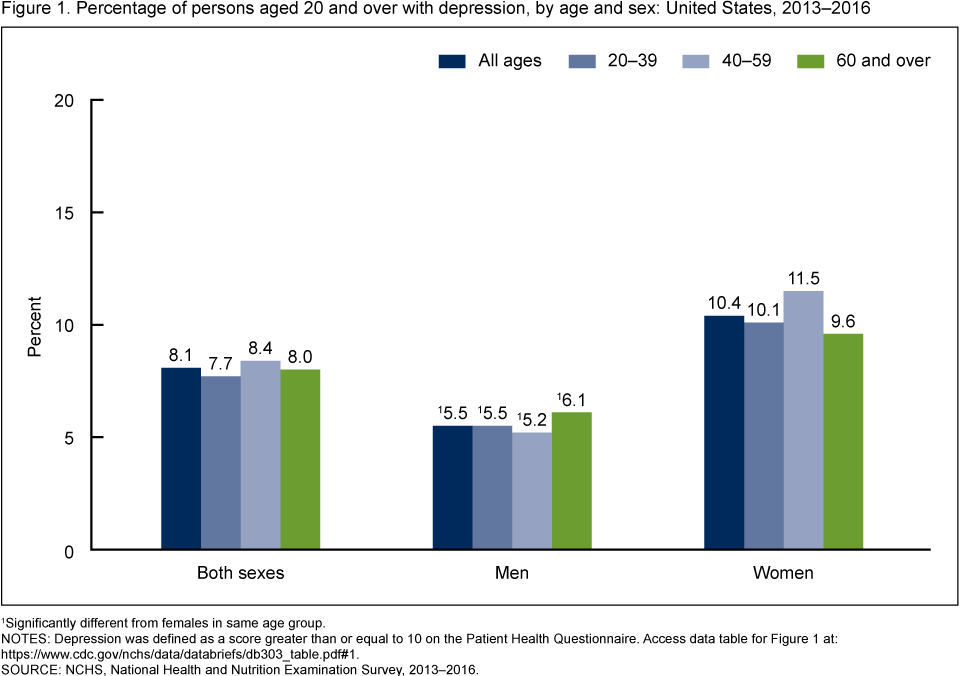 Figure 1. Percentage of persons aged 20 and over with depression, by age and sex: United States, 2013–2016
All ages 20–39 40–59 60 and over
20
15
10
5
0
Percent
8.1 7.7 8.4 8.0
¹5.5 ¹5.5 ¹5.2 ¹6.1
10.4 10.1 11.5 9.6
Both sexes Men Women
¹Significantly different from females in same age group.
NOTES: Depression was defined as a score greater than or equal to 10 on the Patient Health Questionnaire. Access data table for Figure 1 at:
https://www.cdc.gov/nchs/data/databriefs/db303_table.pdf#1.
SOURCE: NCHS, National Health and Nutrition Examination Survey, 2013–2016.